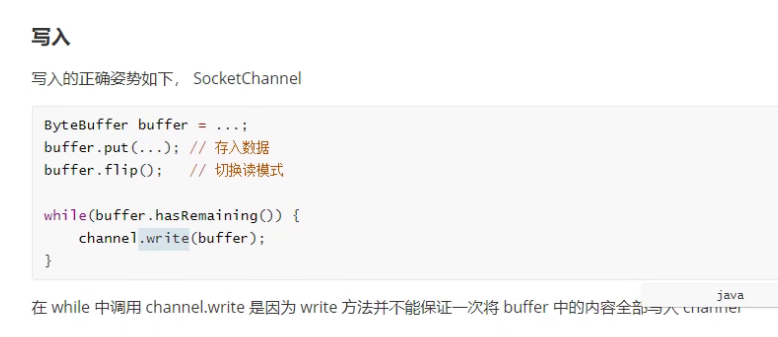 写入
写入的正确姿势如下， SocketChannel
ByteBuffer buffer = ...;
buffer.put(...); // 存入数据
buffer.flip();   // 切换读模式
while(buffer.hasRemaining()) {
    channel.write(buffer);
}
java
在 while 中调用 channel.write 是因为 write 方法并不能保证一次将 buffer 中的内容全部写入 channel